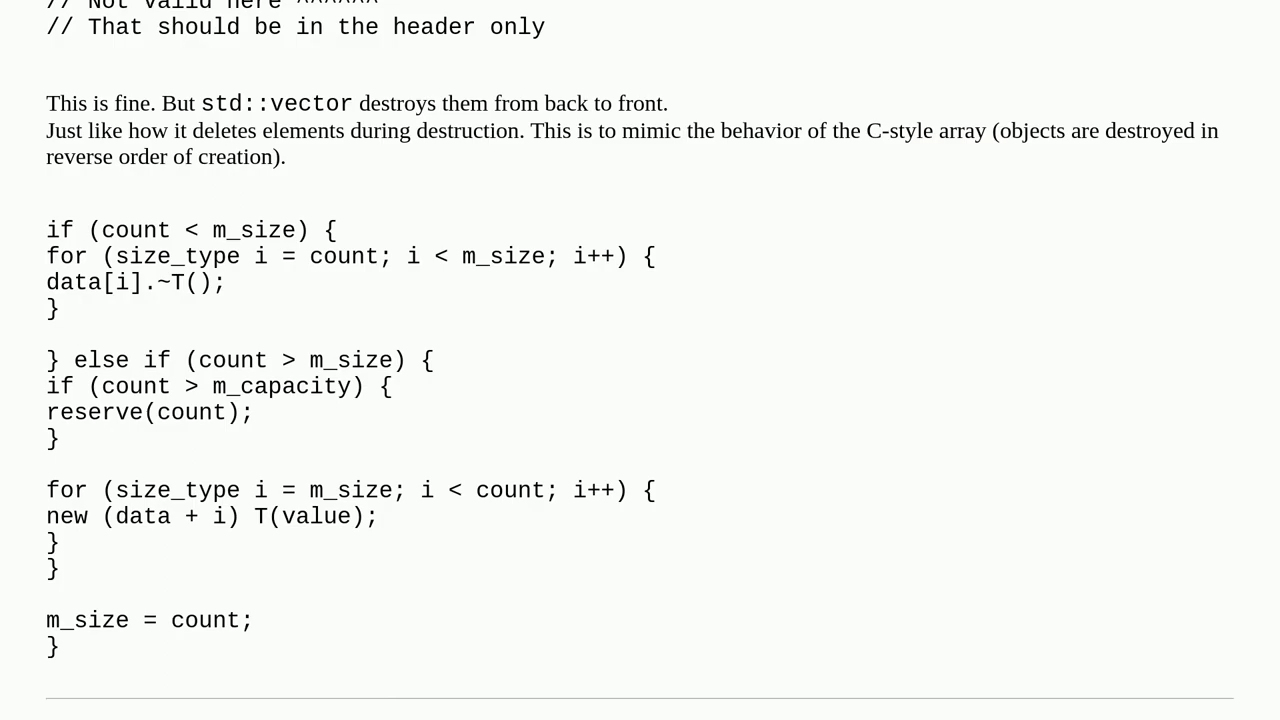 // Not valid here ^^^^^^
// That should be in the header only
This is fine. But std::vector destroys them from back to front.
Just like how it deletes elements during destruction. This is to mimic the behavior of the C-style array (objects are destroyed in
reverse order of creation).
if (count < m_size) {
for (size_type i = count; i < m_size; i++) {
data[i].~T();
}
} else if (count > m_size) {
if (count > m_capacity) {
reserve(count);
}
for (size_type i = m_size; i < count; i++) {
new (data + i) T(value);
}
}
m_size = count;
}